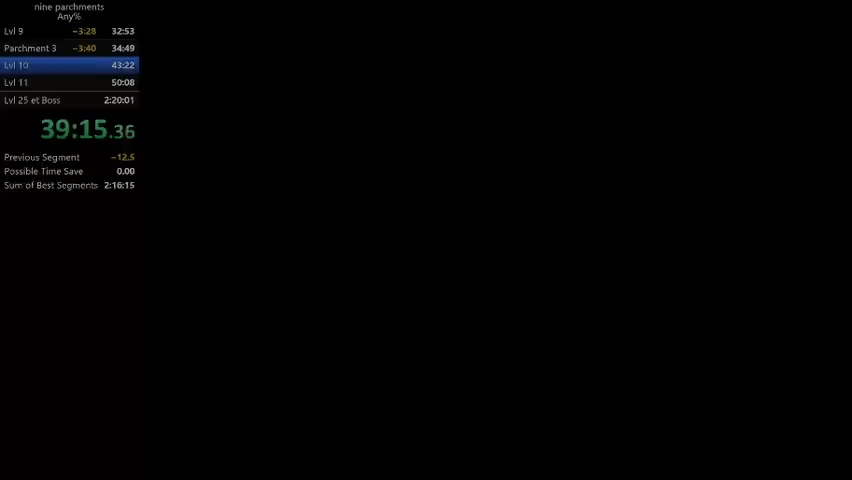 nine parchments
Any%
Lvl 9 −3:28 32:53
Parchment 3 −3:40 34:49
Lvl 10 43:22
Lvl 11 50:08
Lvl 25 et Boss 2:20:01
39:15.36
Previous Segment −12.5
Possible Time Save 0.00
Sum of Best Segments 2:16:15